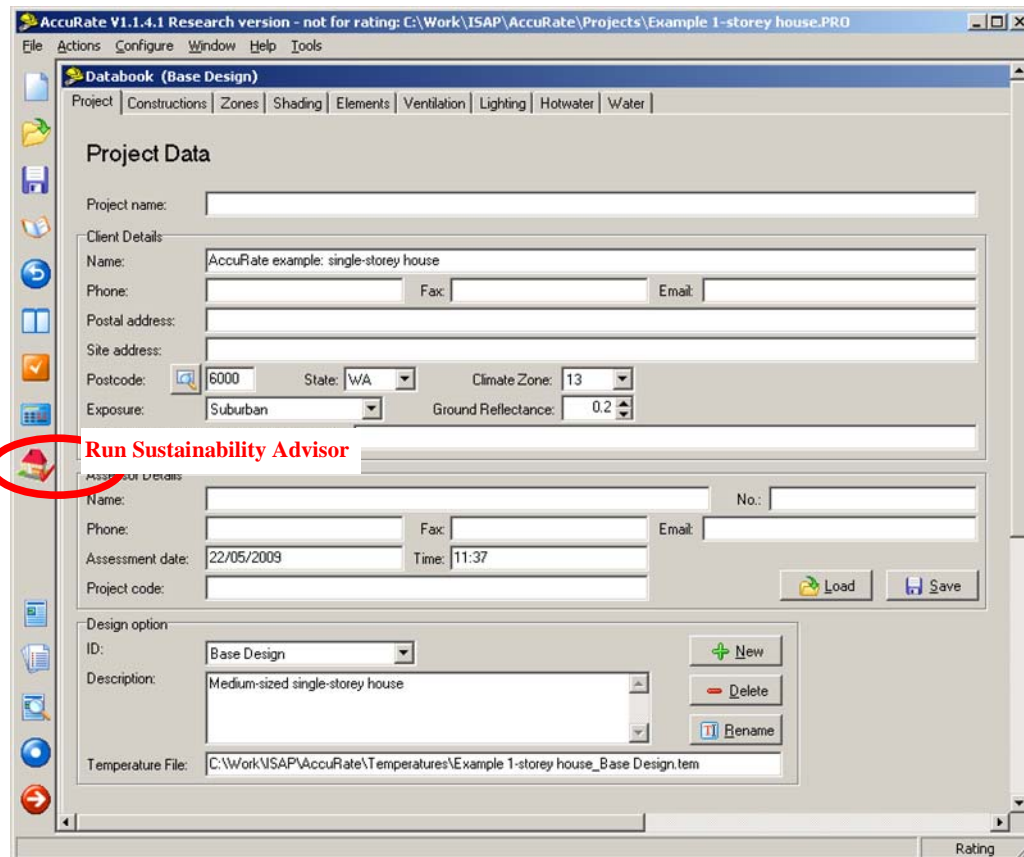 AccuRate V1.1.4.1 Research version - not for rating: C:\Work\ISAP\AccuRate\Projects\Example 1-storey house.PRO
File Actions Configure Window Help Tools
Databook (Base Design)
Project Constructions Zones Shading Elements Ventilation Lighting Hotwater Water
Project Data
Project name:
Client Details
Name: AccuRate example: single-storey house
Phone: Fax: Email:
Postal address:
Site address:
Postcode: 6000 State: WA Climate Zone: 13
Exposure: Suburban Ground Reflectance: 0.2
Run Sustainability Advisor
Assessor Details
Name: No.:
Phone: Fax: Email:
Assessment date: 22/05/2009 Time: 11:37
Project code: Load Save
Design option
ID: Base Design New
Description: Medium-sized single-storey house
Delete
Rename
Temperature File: C:\Work\ISAP\AccuRate\Temperatures\Example 1-storey house_Base Design.tem
Rating